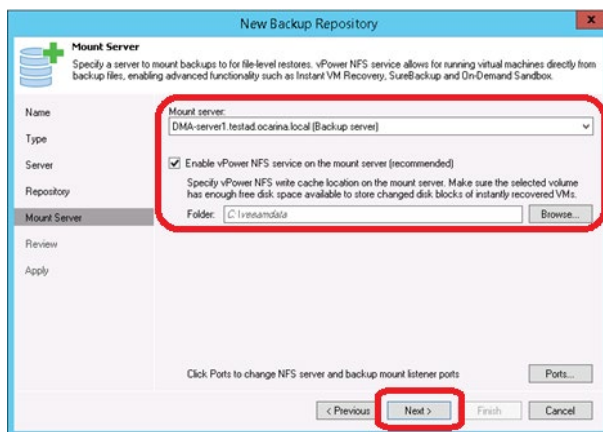 New Backup Repository
x
Mount Server
Specify a server to mount backups to for file-level restores. vPower NFS service allows for running virtual machines directly from
backup files, enabling advanced functionality such as Instant VM Recovery, SureBackup and On-Demand Sandbox.
Name
Type
Server
Repository
Mount Server
Review
Apply
Mount server:
DMA-server1.testad.ocarina.local (Backup server)
Enable vPower NFS service on the mount server (recommended)
Specify vPower NFS write cache location on the mount server. Make sure the selected volume
has enough free disk space available to store changed disk blocks of instantly recovered VMs.
Folder: C:\veeamdata Browse...
Click Ports to change NFS server and backup mount listener ports Ports...
< Previous Next > Finish Cancel